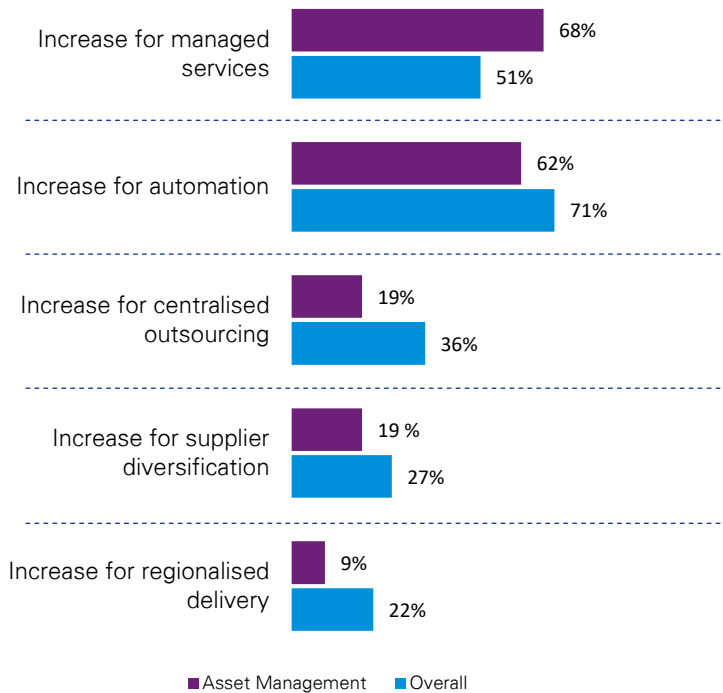 Increase for managed
services
68%
51%
Increase for automation
62%
71%
Increase for centralised
outsourcing
19%
36%
Increase for supplier
diversification
19 %
27%
Increase for regionalised
delivery
9%
22%
Asset Management Overall